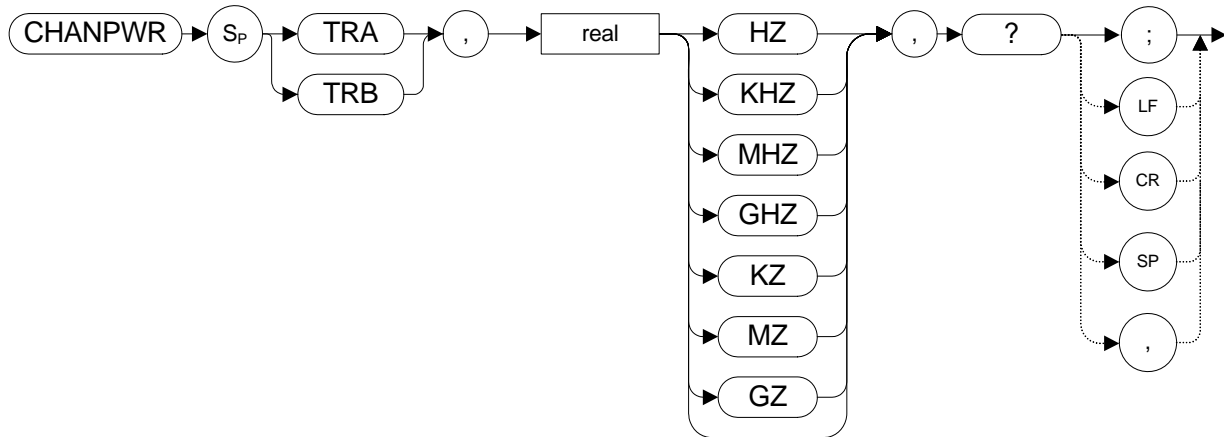 CHANPWR SP TRA , real HZ , ? ;
TRB KHZ LF
MHZ CR
GHZ
KZ SP
MZ
GZ ,